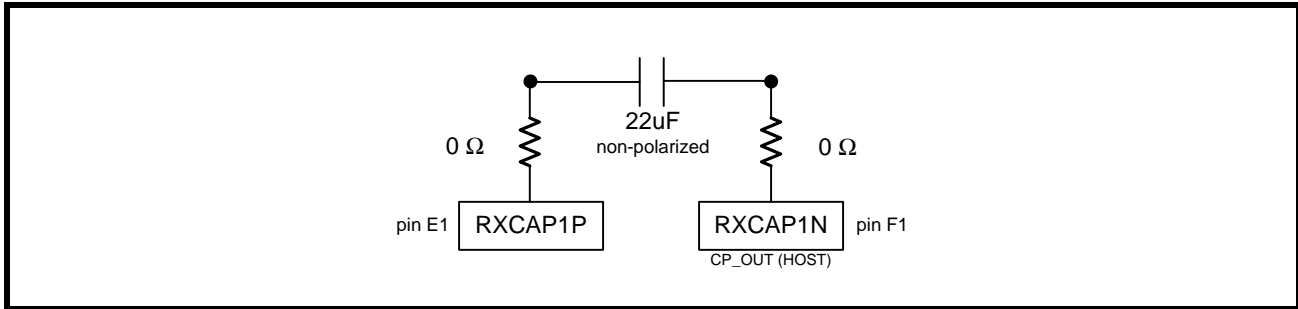 22uF
non-polarized
0 Ω
0 Ω
pin E1
RXCAP1P
RXCAP1N
pin F1
CP_OUT (HOST)